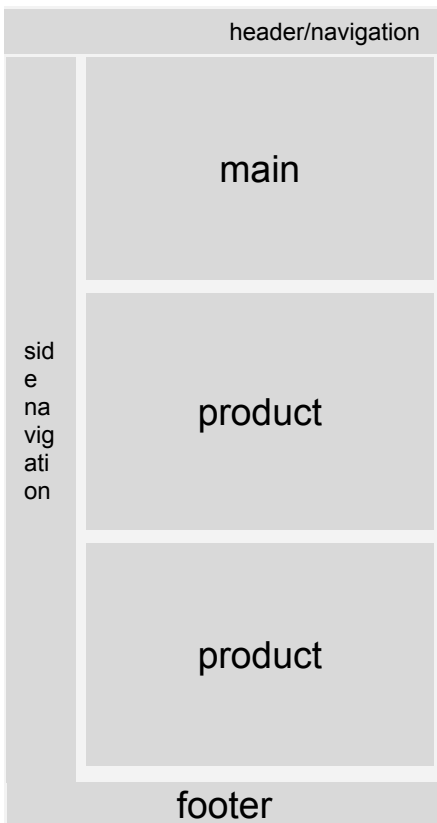 header/navigation
main
sid
e
na
vig
ati
on
product
product
footer